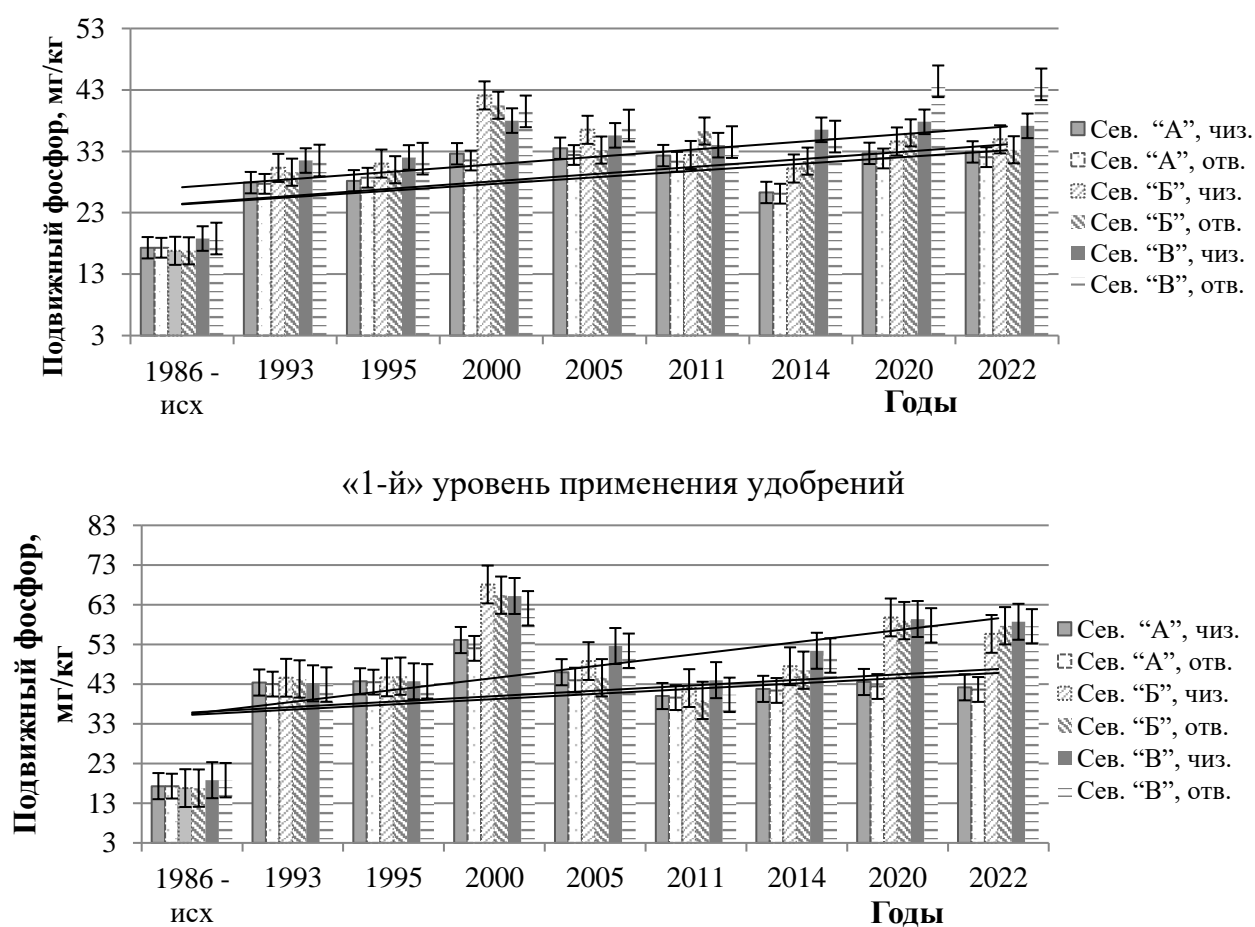 Подвижный фосфор, мг/кг
53
43
33
23
13
3
1986 -
исх
1993
1995
2000
2005
2011
2014
2020
2022
Годы
Сев. “А”, чиз.
Сев. “А”, отв.
Сев. “Б”, чиз.
Сев. “Б”, отв.
Сев. “В”, чиз.
Сев. “В”, отв.
«1-й» уровень применения удобрений
Подвижный фосфор,
мг/кг
83
73
63
53
43
33
23
13
3
1986 -
исх
1993
1995
2000
2005
2011
2014
2020
2022
Годы
Сев. “А”, чиз.
Сев. “А”, отв.
Сев. “Б”, чиз.
Сев. “Б”, отв.
Сев. “В”, чиз.
Сев. “В”, отв.